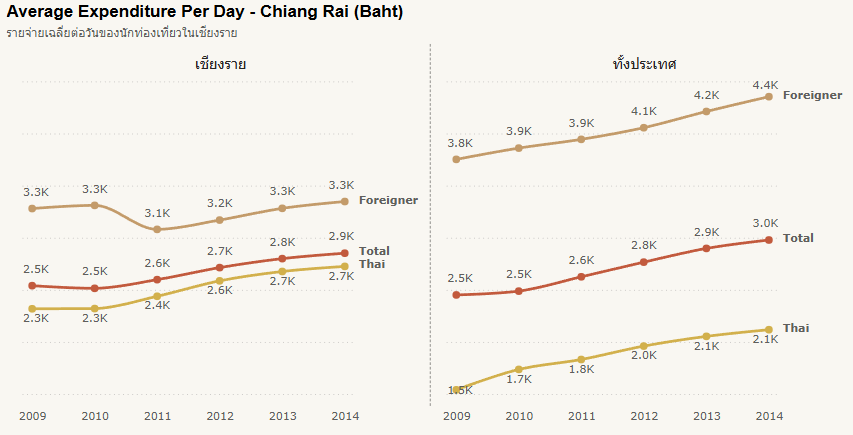 Average Expenditure Per Day - Chiang Rai (Baht)
รายจ่ายเฉลี่ยต่อวันของนักท่องเที่ยวในเชียงราย
เชียงราย
3.3K 3.3K 3.1K 3.2K 3.3K 3.3K Foreigner
2.5K 2.5K 2.6K 2.7K 2.8K 2.9K Total
2.3K 2.3K 2.4K 2.6K 2.7K 2.7K Thai
2009 2010 2011 2012 2013 2014
ทั้งประเทศ
3.8K 3.9K 3.9K 4.1K 4.2K 4.4K Foreigner
2.5K 2.5K 2.6K 2.8K 2.9K 3.0K Total
1.5K 1.7K 1.8K 2.0K 2.1K 2.1K Thai
2009 2010 2011 2012 2013 2014